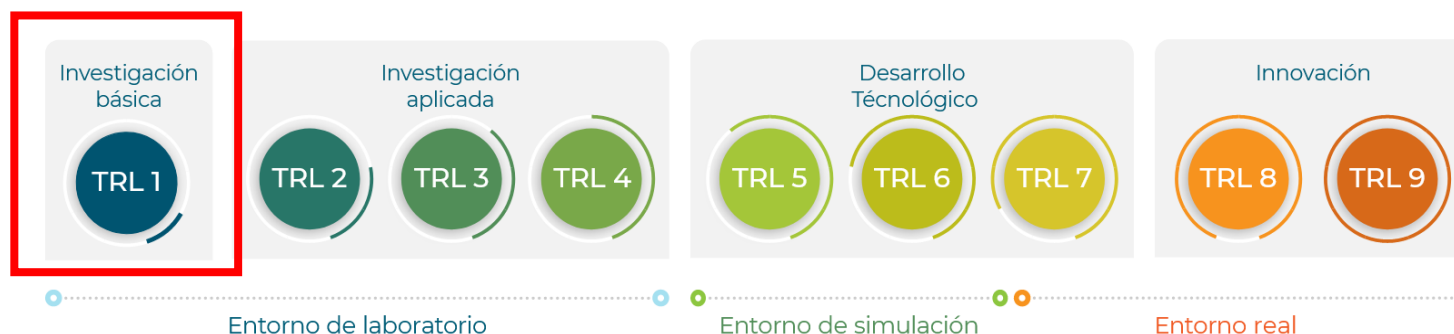 Investigación
básica
TRL 1
Investigación
aplicada
TRL 2
TRL 3
TRL 4
Desarrollo
Técnológico
TRL 5
TRL 6
TRL 7
Innovación
TRL 8
TRL 9
Entorno de laboratorio
Entorno de simulación
Entorno real